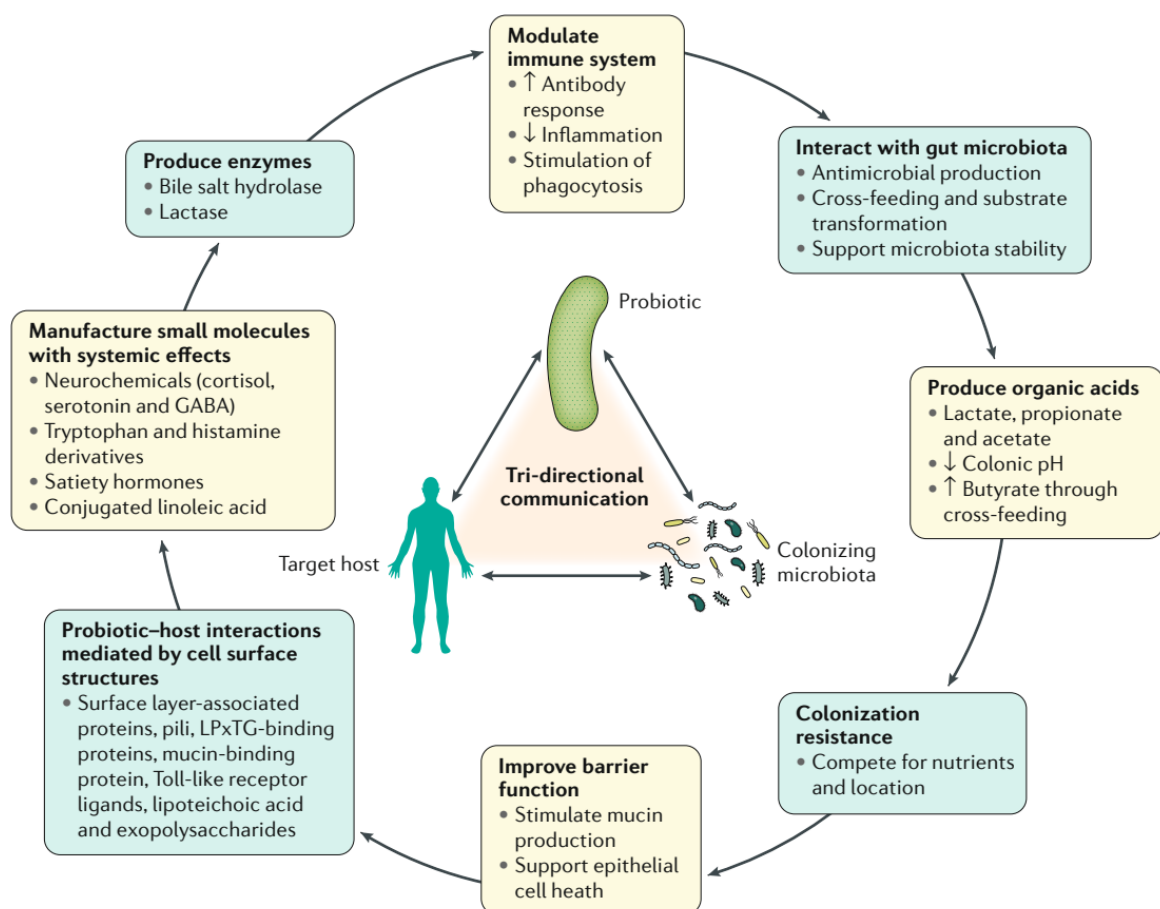 Modulate
immune system
• ↑ Antibody
response
• ↓ Inflammation
• Stimulation of
phagocytosis
Interact with gut microbiota
• Antimicrobial production
• Cross-feeding and substrate
transformation
• Support microbiota stability
Produce organic acids
• Lactate, propionate
and acetate
• ↓ Colonic pH
• ↑ Butyrate through
cross-feeding
Colonization
resistance
• Compete for nutrients
and location
Improve barrier
function
• Stimulate mucin
production
• Support epithelial
cell heath
Probiotic–host interactions
mediated by cell surface
structures
• Surface layer-associated
proteins, pili, LPxTG-binding
proteins, mucin-binding
protein, Toll-like receptor
ligands, lipoteichoic acid
and exopolysaccharides
Manufacture small molecules
with systemic effects
• Neurochemicals (cortisol,
serotonin and GABA)
• Tryptophan and histamine
derivatives
• Satiety hormones
• Conjugated linoleic acid
Produce enzymes
• Bile salt hydrolase
• Lactase
Probiotic
Tri-directional
communication
Target host
Colonizing
microbiota